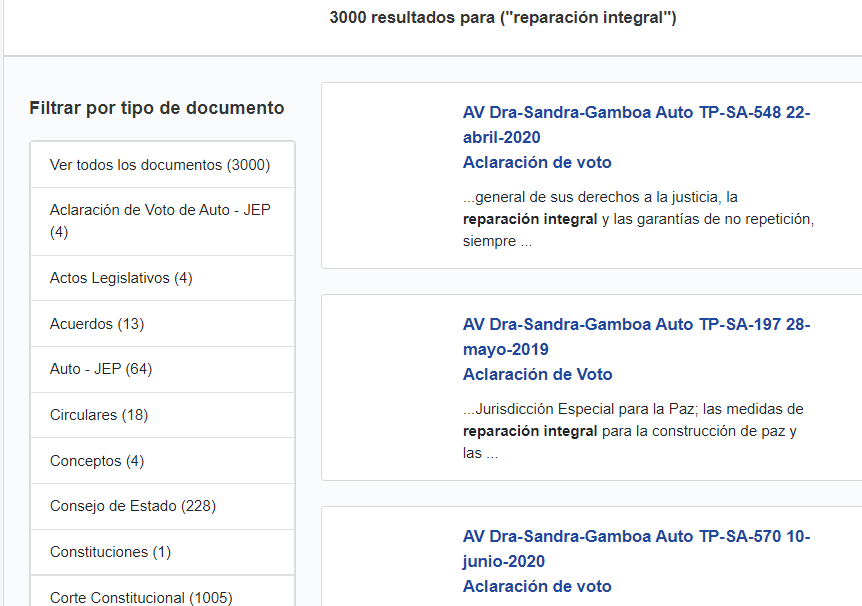 3000 resultados para ("reparación integral")
Filtrar por tipo de documento
Ver todos los documentos (3000)
Aclaración de Voto de Auto - JEP
(4)
Actos Legislativos (4)
Acuerdos (13)
Auto - JEP (64)
Circulares (18)
Conceptos (4)
Consejo de Estado (228)
Constituciones (1)
Corte Constitucional (1005)
AV Dra-Sandra-Gamboa Auto TP-SA-548 22-
abril-2020
Aclaración de voto
...general de sus derechos a la justicia, la
reparación integral y las garantías de no repetición,
siempre ...
AV Dra-Sandra-Gamboa Auto TP-SA-197 28-
mayo-2019
Aclaración de Voto
...Jurisdicción Especial para la Paz; las medidas de
reparación integral para la construcción de paz y
las ...
AV Dra-Sandra-Gamboa Auto TP-SA-570 10-
junio-2020
Aclaración de voto